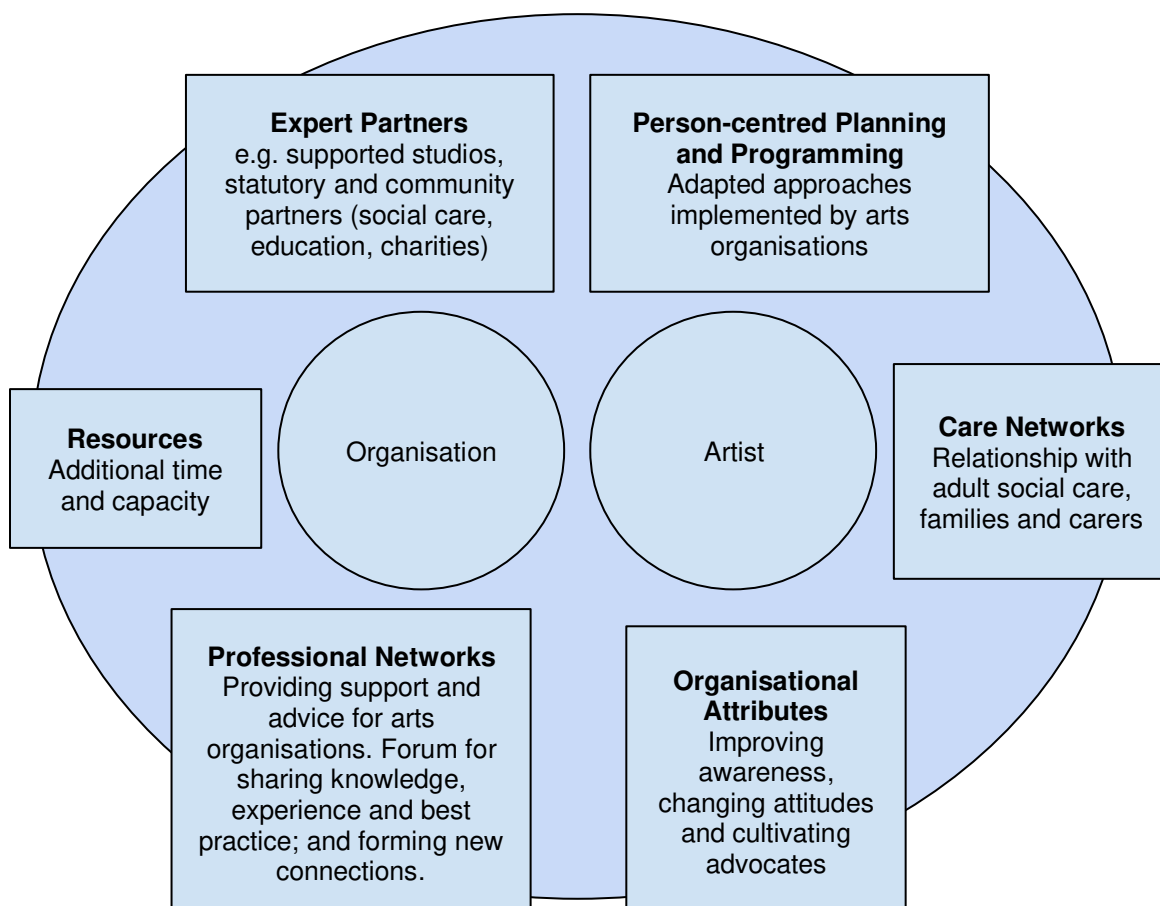 Expert Partners
e.g. supported studios,
statutory and community
partners (social care,
education, charities)
Person-centred Planning
and Programming
Adapted approaches
implemented by arts
organisations
Resources
Additional time
and capacity
Organisation
Artist
Care Networks
Relationship with
adult social care,
families and carers
Professional Networks
Providing support and
advice for arts
organisations. Forum for
sharing knowledge,
experience and best
practice; and forming new
connections.
Organisational
Attributes
Improving
awareness,
changing attitudes
and cultivating
advocates